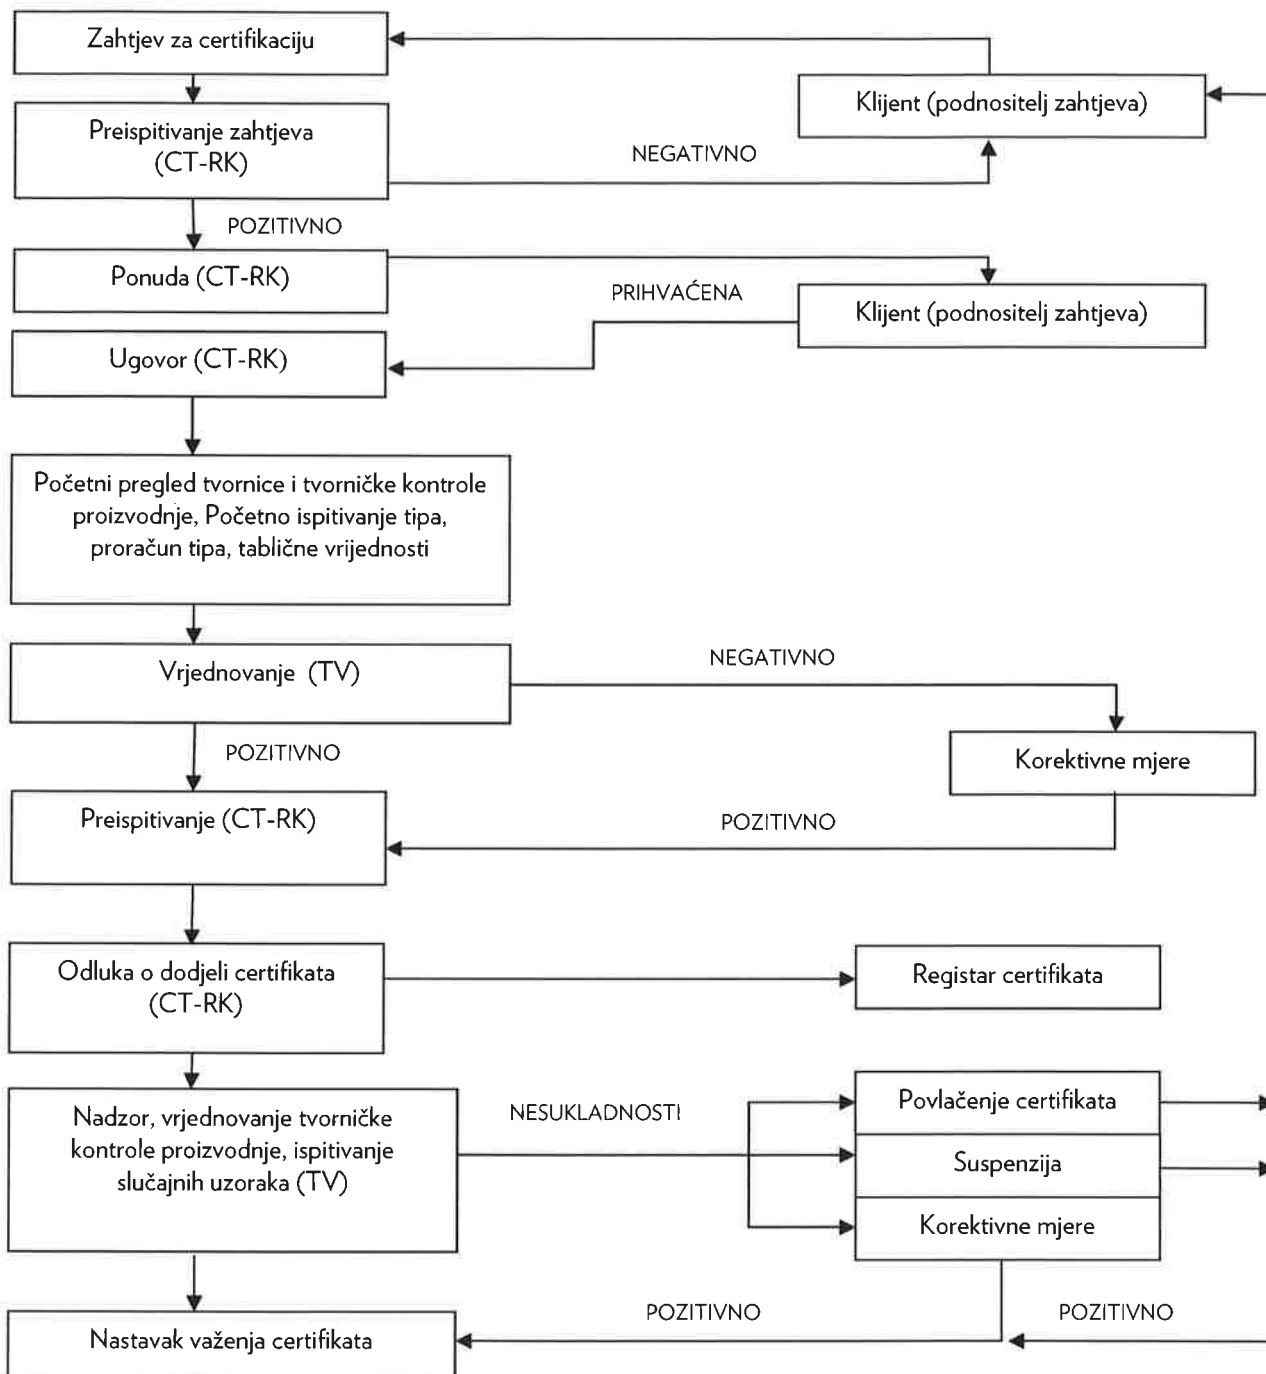 Zahtjev za certifikaciju
Klijent (podnositelj zahtjeva)
Preispitivanje zahtjeva
(CT-RK)
NEGATIVNO
POZITIVNO
Ponuda (CT-RK)
PRIHVAĆENA
Klijent (podnositelj zahtjeva)
Ugovor (CT-RK)
Početni pregled tvornice i tvorničke kontrole
proizvodnje, Početno ispitivanje tipa,
proračun tipa, tablične vrijednosti
Vrjednovanje (TV)
NEGATIVNO
POZITIVNO
Korektivne mjere
Preispitivanje (CT-RK)
POZITIVNO
Odluka o dodjeli certifikata
(CT-RK)
Registar certifikata
Nadzor, vrjednovanje tvorničke
kontrole proizvodnje, ispitivanje
slučajnih uzoraka (TV)
NESUKLADNOSTI
Povlačenje certifikata
Suspenzija
Korektivne mjere
POZITIVNO
POZITIVNO
Nastavak važenja certifikata